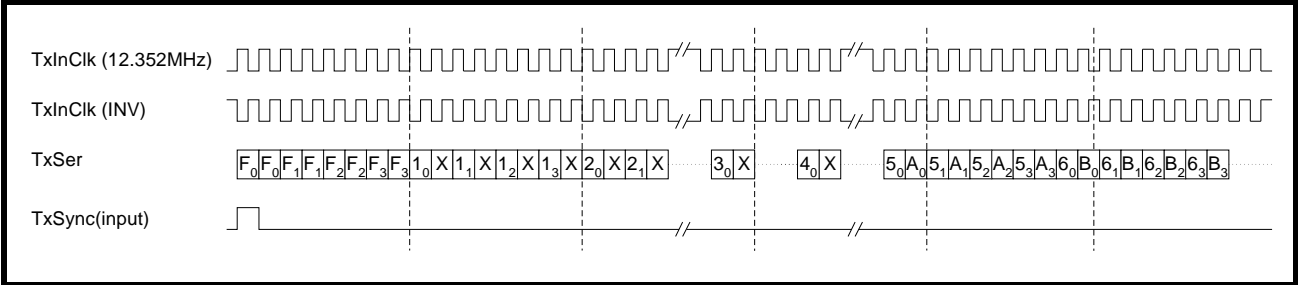 TxInClk (12.352MHz)
TxInClk (INV)
TxSer F₀ F₀ F₁ F₁ F₂ F₂ F₃ F₃ 1₀ X 1₁ X 1₂ X 1₃ X 2₀ X 2₁ X 3₀ X 4₀ X 5₀ A₀ 5₁ A₁ 5₂ A₂ 5₃ A₃ 6₀ B₀ 6₁ B₁ 6₂ B₂ 6₃ B₃
TxSync(input)